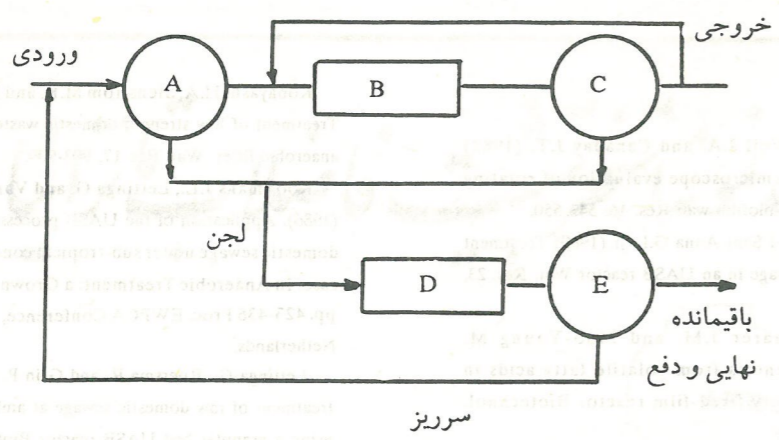 خروجی
ورودی
A
B
C
لجن
D
E
باقیمانده
نهایی و دفع
سرریز